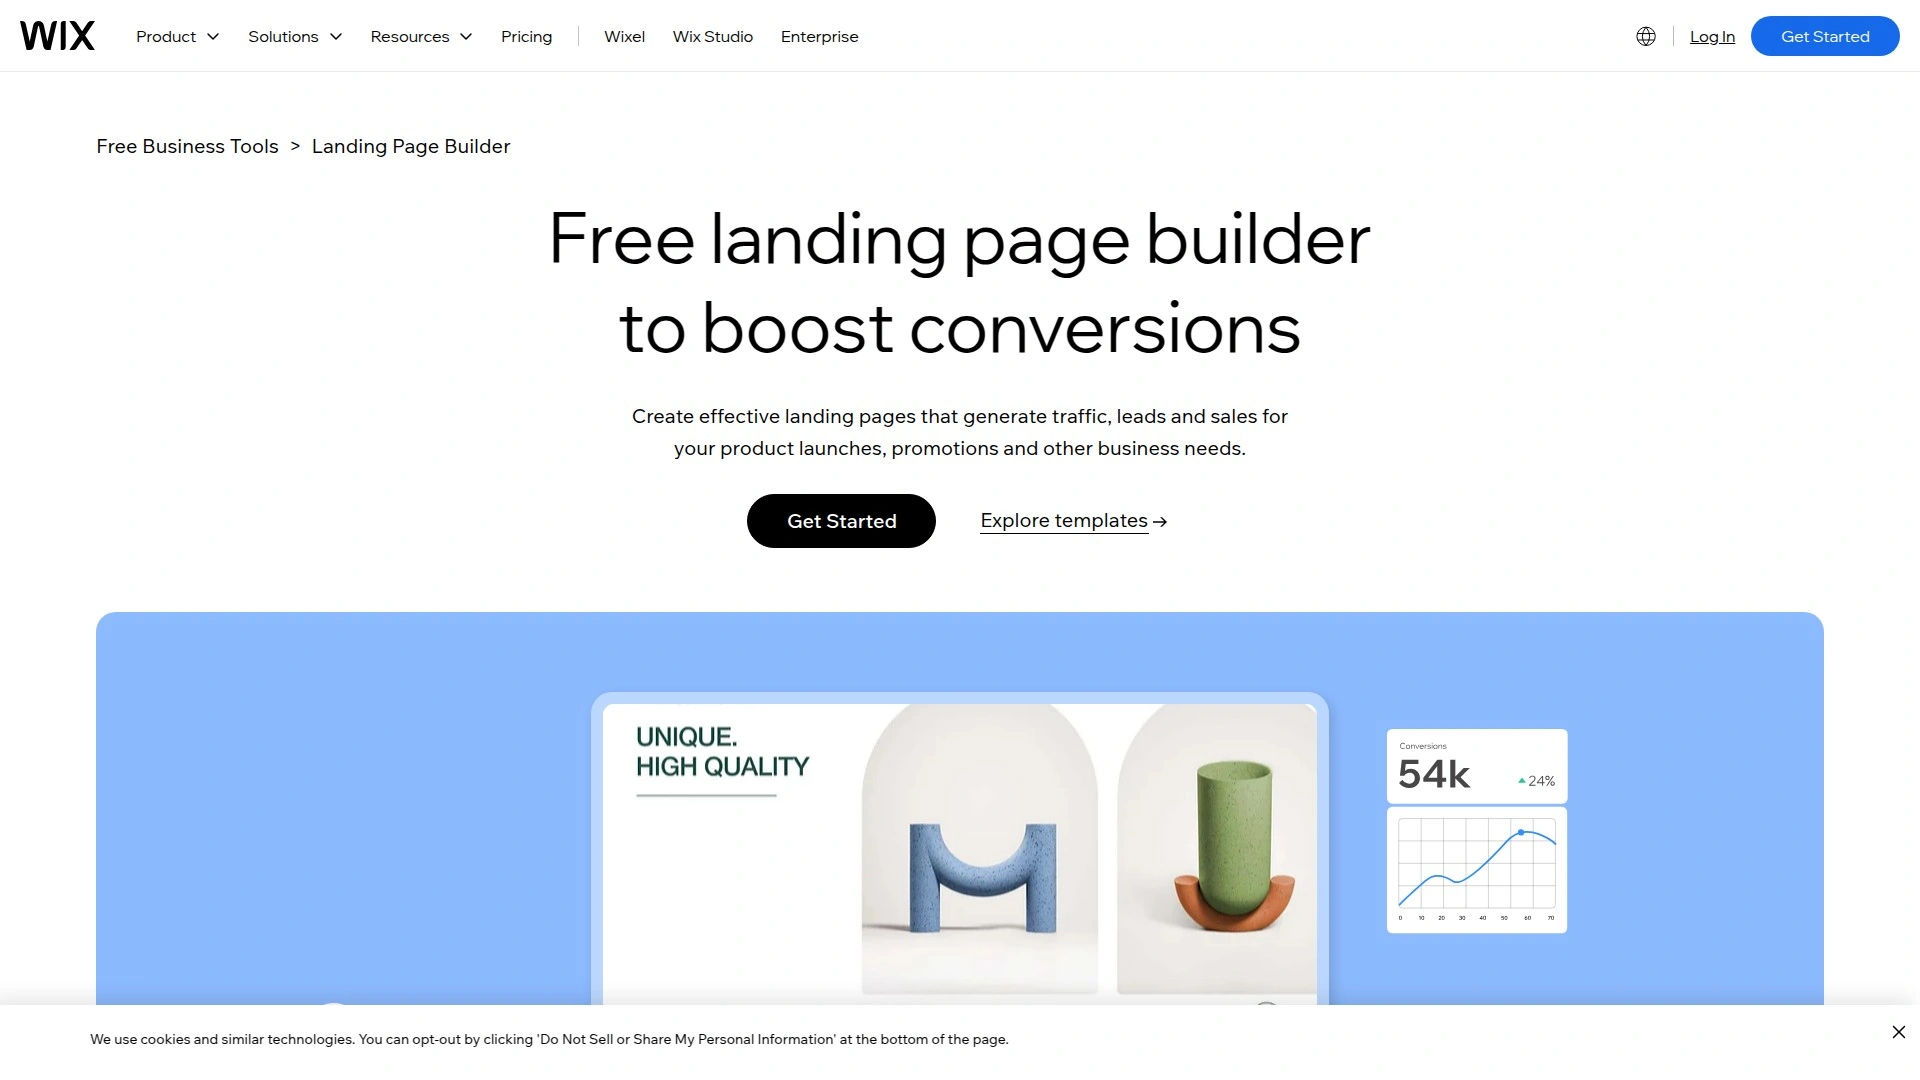 WIX
Product
Solutions
Resources
Pricing
Wixel
Wix Studio
Enterprise
Log In
Get Started
Free Business Tools > Landing Page Builder
Free landing page builder
to boost conversions
Create effective landing pages that generate traffic, leads and sales for
your product launches, promotions and other business needs.
Get Started
Explore templates →
UNIQUE.
HIGH QUALITY
Conversions
54k
24%
0 10 20 30 40 50 60 70
We use cookies and similar technologies. You can opt-out by clicking 'Do Not Sell or Share My Personal Information' at the bottom of the page.